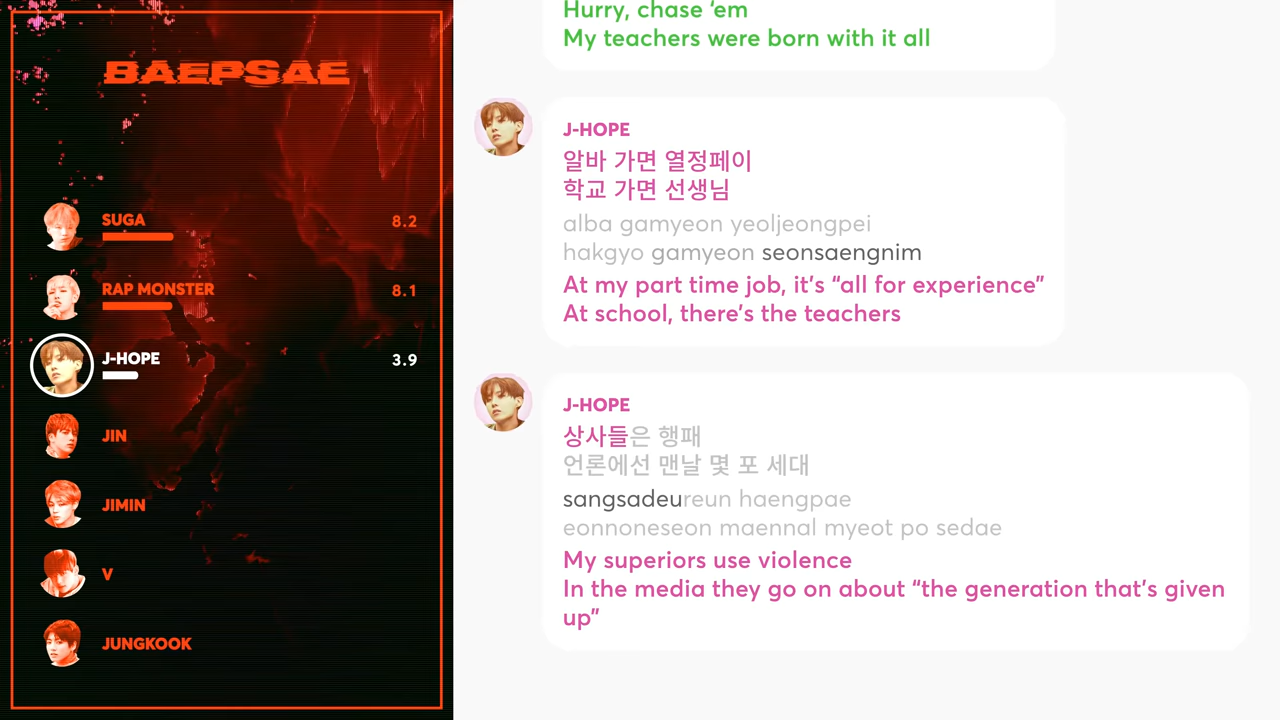 BAEPSAE
SUGA 8.2
RAP MONSTER 8.1
J-HOPE 3.9
JIN
JIMIN
V
JUNGKOOK
Hurry, chase ‘em
My teachers were born with it all
J-HOPE
알바 가면 열정페이
학교 가면 선생님
alba gamyeon yeoljeongpei
hakgyo gamyeon seonsaengnim
At my part time job, it’s “all for experience”
At school, there’s the teachers
J-HOPE
상사들은 행패
언론에선 맨날 몇 포 세대
sangsadeureun haengpae
eonnoneseon maennal myeot po sedae
My superiors use violence
In the media they go on about “the generation that’s given
up”